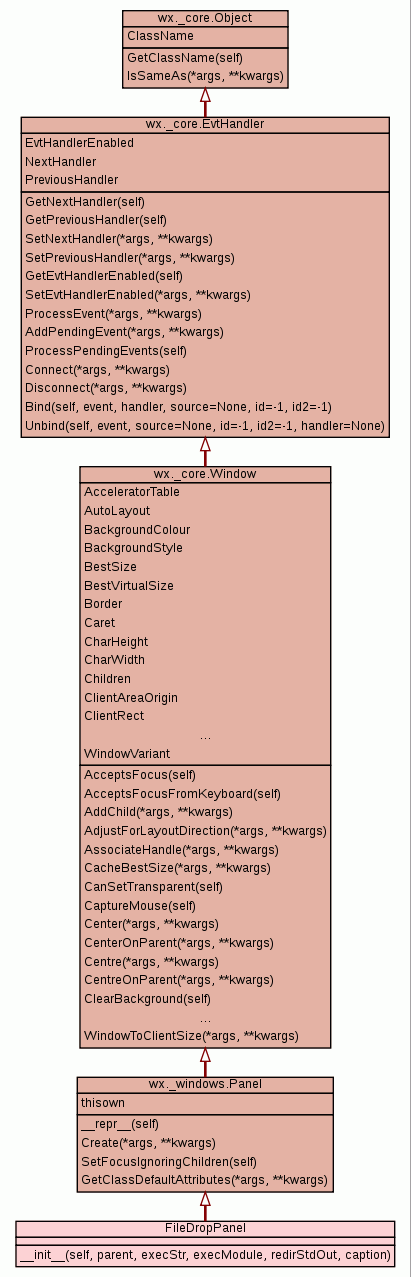 wx._core.Object
ClassName
GetClassName(self)
IsSameAs(*args, **kwargs)
wx._core.EvtHandler
EvtHandlerEnabled
NextHandler
PreviousHandler
GetNextHandler(self)
GetPreviousHandler(self)
SetNextHandler(*args, **kwargs)
SetPreviousHandler(*args, **kwargs)
GetEvtHandlerEnabled(self)
SetEvtHandlerEnabled(*args, **kwargs)
ProcessEvent(*args, **kwargs)
AddPendingEvent(*args, **kwargs)
ProcessPendingEvents(self)
Connect(*args, **kwargs)
Disconnect(*args, **kwargs)
Bind(self, event, handler, source=None, id=-1, id2=-1)
Unbind(self, event, source=None, id=-1, id2=-1, handler=None)
wx._core.Window
AcceleratorTable
AutoLayout
BackgroundColour
BackgroundStyle
BestSize
BestVirtualSize
Border
Caret
CharHeight
CharWidth
Children
ClientAreaOrigin
ClientRect
...
WindowVariant
AcceptsFocus(self)
AcceptsFocusFromKeyboard(self)
AddChild(*args, **kwargs)
AdjustForLayoutDirection(*args, **kwargs)
AssociateHandle(*args, **kwargs)
CacheBestSize(*args, **kwargs)
CanSetTransparent(self)
CaptureMouse(self)
Center(*args, **kwargs)
CenterOnParent(*args, **kwargs)
Centre(*args, **kwargs)
CentreOnParent(*args, **kwargs)
ClearBackground(self)
...
WindowToClientSize(*args, **kwargs)
wx._windows.Panel
thisown
__repr__(self)
Create(*args, **kwargs)
SetFocusIgnoringChildren(self)
GetClassDefaultAttributes(*args, **kwargs)
FileDropPanel
__init__(self, parent, execStr, execModule, redirStdOut, caption)